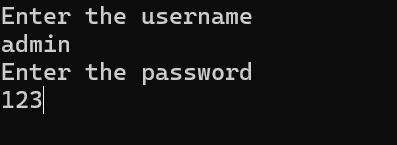 Enter the username
admin
Enter the password
123